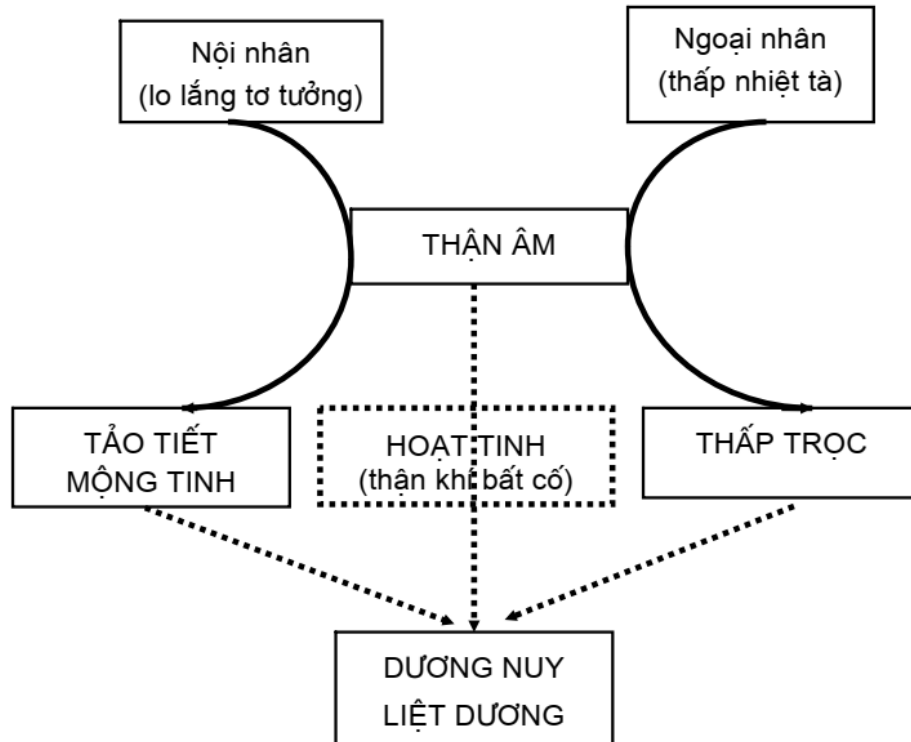 Nội nhân
(lo lắng tơ tưởng)
Ngoại nhân
(thấp nhiệt tà)
THẬN ÂM
TẢO TIẾT
MỘNG TINH
HOẠT TINH
(thận khí bất cố)
THẤP TRỌC
DƯƠNG NUY
LIỆT DƯƠNG